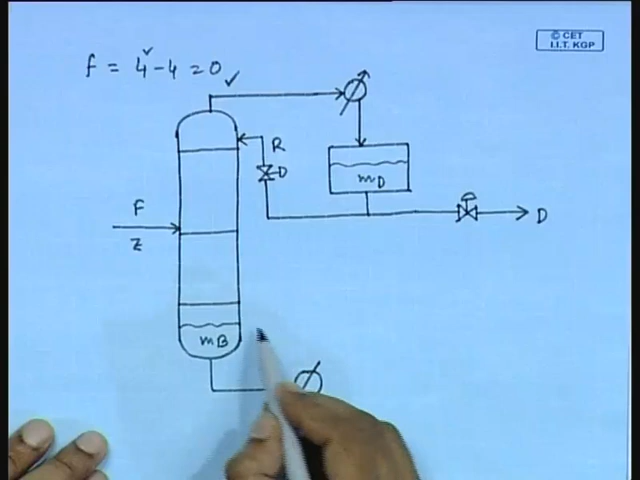 © CET
I.I.T. KGP
f = 4 - 4 = 0
R
D
mD
F
Z
D
mB